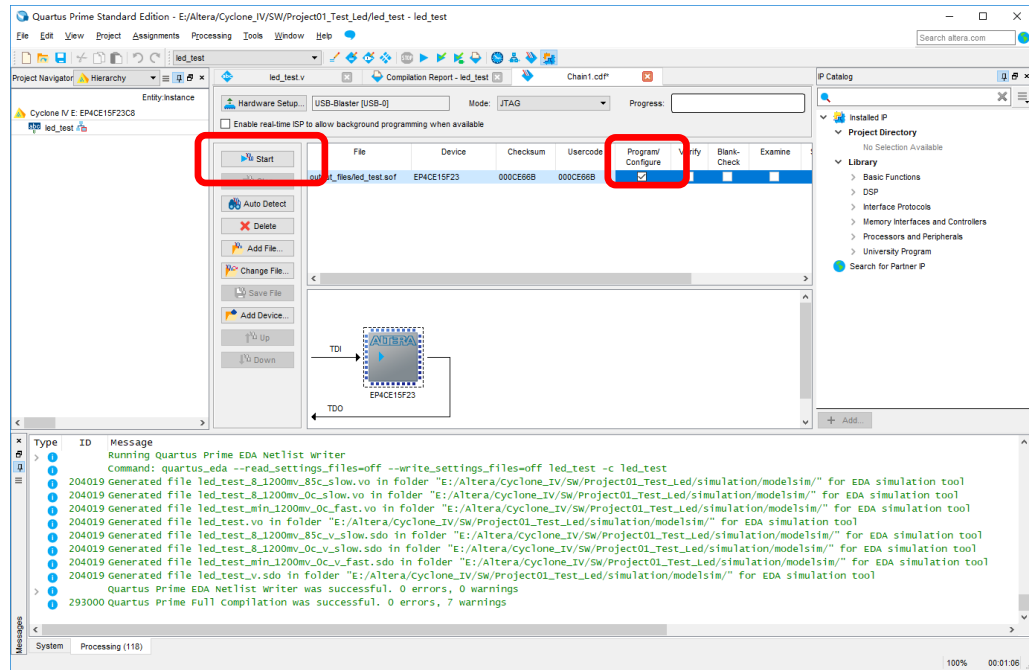 Quartus Prime Standard Edition - E:/Altera/Cyclone_IV/SW/Project01_Test_Led/led_test - led_test
File Edit View Project Assignments Processing Tools Window Help
Search altera.com
led_test
Project Navigator Hierarchy
led_test.v
Compilation Report - led_test
Chain1.cdf*
IP Catalog
Entity:Instance
Cyclone IV E: EP4CE15F23C8
led_test
Hardware Setup... USB-Blaster [USB-0] Mode: JTAG Progress:
Enable real-time ISP to allow background programming when available
Start
Auto Detect
Delete
Add File...
Change File...
Save File
Add Device...
Up
Down
File Device Checksum Usercode Program/ Configure Verify Blank- Check Examine
output_files/led_test.sof EP4CE15F23 000CE66B 000CE66B
TDI
ALTERA
EP4CE15F23
TDO
Installed IP
Project Directory
No Selection Available
Library
Basic Functions
DSP
Interface Protocols
Memory Interfaces and Controllers
Processors and Peripherals
University Program
Search for Partner IP
+ Add...
Type ID Message
Running Quartus Prime EDA Netlist Writer
Command: quartus_eda --read_settings_files=off --write_settings_files=off led_test -c led_test
204019 Generated file led_test_8_1200mv_85c_slow.vo in folder "E:/Altera/Cyclone_IV/SW/Project01_Test_Led/simulation/modelsim/" for EDA simulation tool
204019 Generated file led_test_8_1200mv_0c_slow.vo in folder "E:/Altera/Cyclone_IV/SW/Project01_Test_Led/simulation/modelsim/" for EDA simulation tool
204019 Generated file led_test_min_1200mv_0c_fast.vo in folder "E:/Altera/Cyclone_IV/SW/Project01_Test_Led/simulation/modelsim/" for EDA simulation tool
204019 Generated file led_test.vo in folder "E:/Altera/Cyclone_IV/SW/Project01_Test_Led/simulation/modelsim/" for EDA simulation tool
204019 Generated file led_test_8_1200mv_85c_v_slow.sdo in folder "E:/Altera/Cyclone_IV/SW/Project01_Test_Led/simulation/modelsim/" for EDA simulation tool
204019 Generated file led_test_8_1200mv_0c_v_slow.sdo in folder "E:/Altera/Cyclone_IV/SW/Project01_Test_Led/simulation/modelsim/" for EDA simulation tool
204019 Generated file led_test_min_1200mv_0c_v_fast.sdo in folder "E:/Altera/Cyclone_IV/SW/Project01_Test_Led/simulation/modelsim/" for EDA simulation tool
204019 Generated file led_test_v.sdo in folder "E:/Altera/Cyclone_IV/SW/Project01_Test_Led/simulation/modelsim/" for EDA simulation tool
Quartus Prime EDA Netlist Writer was successful. 0 errors, 0 warnings
293000 Quartus Prime Full Compilation was successful. 0 errors, 7 warnings
Messages
System Processing (118)
100% 00:01:06